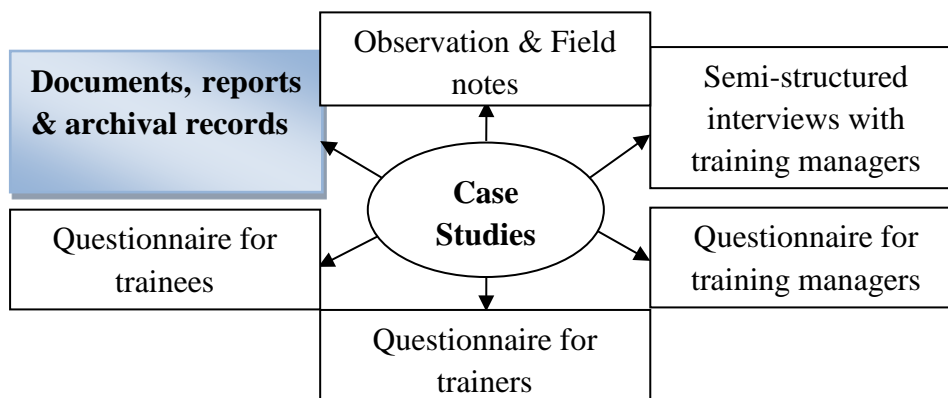 Observation & Field
notes
Documents, reports
& archival records
Semi-structured
interviews with
training managers
Case
Studies
Questionnaire for
trainees
Questionnaire for
training managers
Questionnaire for
trainers